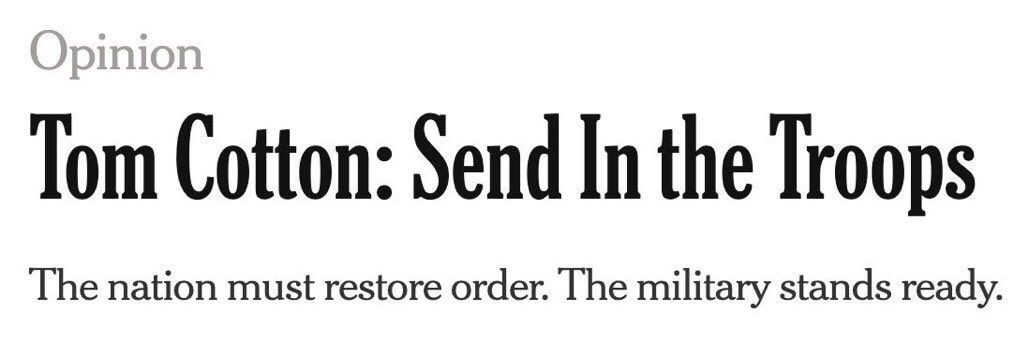 Opinion
Tom Cotton: Send In the Troops
The nation must restore order. The military stands ready.